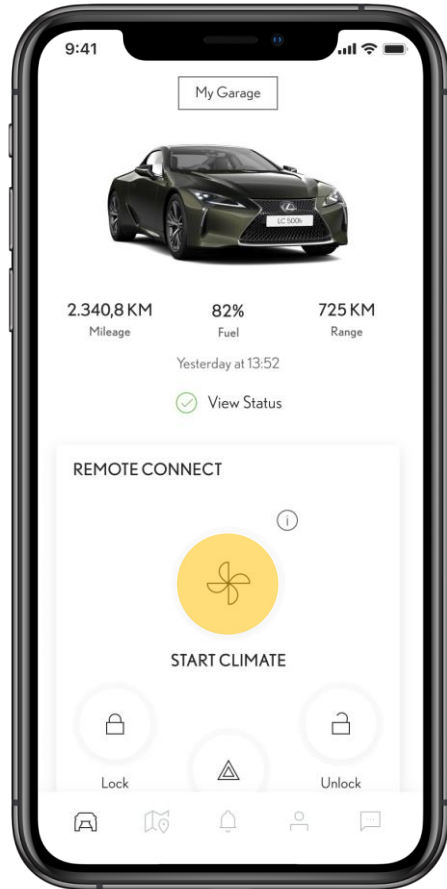 9:41
My Garage
LC 500h
2.340,8 KM 82% 725 KM
Mileage Fuel Range
Yesterday at 13:52
View Status
REMOTE CONNECT
START CLIMATE
Lock Unlock